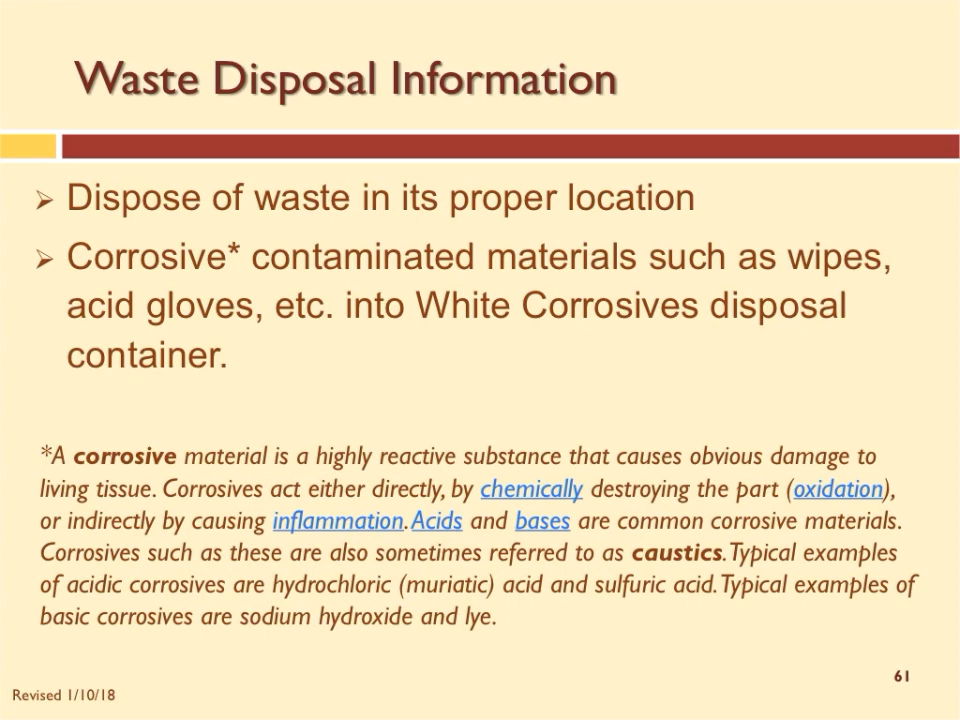 Waste Disposal Information
➢ Dispose of waste in its proper location
➢ Corrosive* contaminated materials such as wipes,
acid gloves, etc. into White Corrosives disposal
container.
*A corrosive material is a highly reactive substance that causes obvious damage to
living tissue. Corrosives act either directly, by chemically destroying the part (oxidation),
or indirectly by causing inflammation. Acids and bases are common corrosive materials.
Corrosives such as these are also sometimes referred to as caustics. Typical examples
of acidic corrosives are hydrochloric (muriatic) acid and sulfuric acid. Typical examples of
basic corrosives are sodium hydroxide and lye.
61
Revised 1/10/18